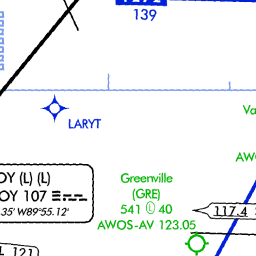 139
LARYT
OY (L) (L)
OY 107
35' W89°55.12'
Greenville
(GRE)
541 Ⓛ 40
AWOS-AV 123.05
Va
AW
117.4
L 121